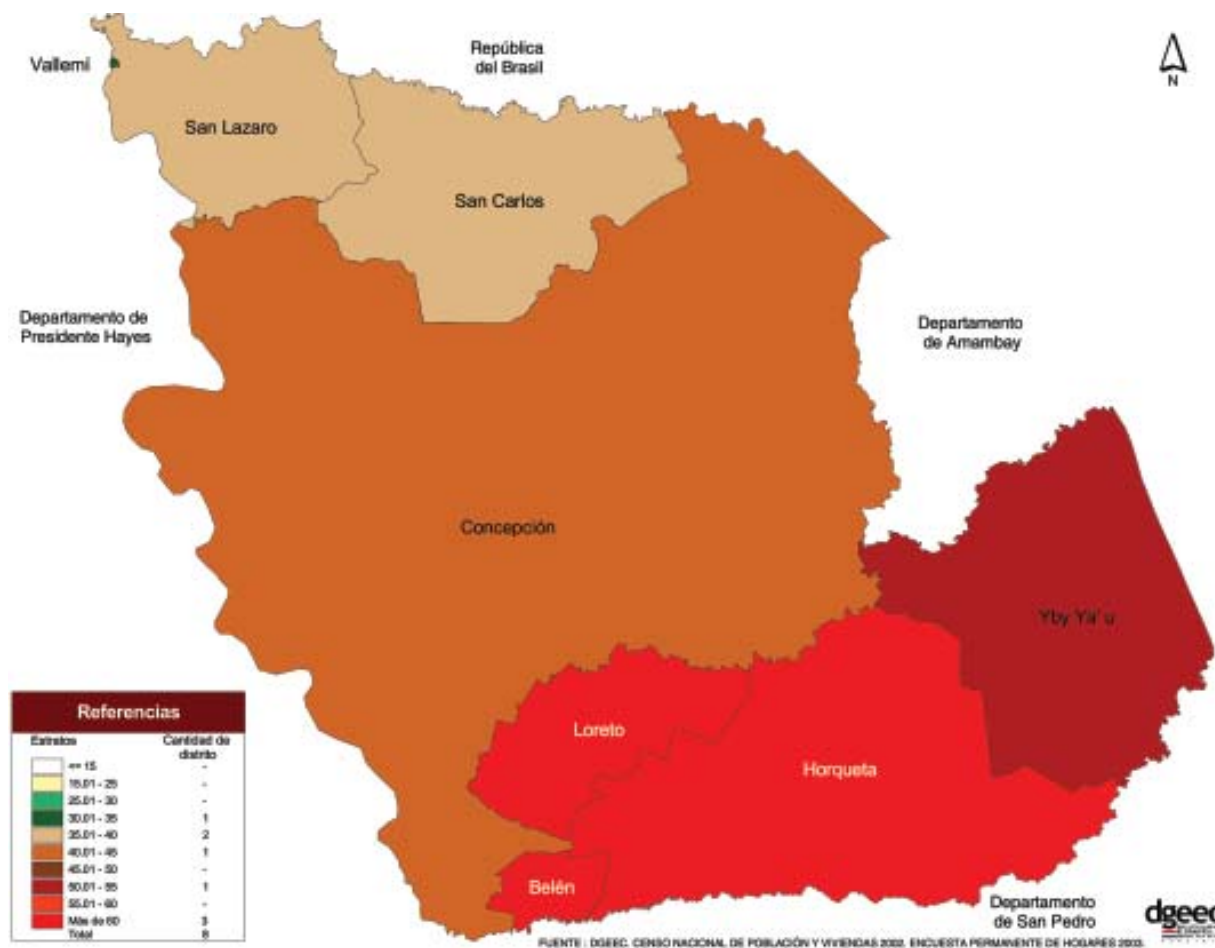 Vallemi
República
del Brasil
N
San Lazaro
San Carlos
Departamento de
Presidente Hayes
Departamento
de Amambay
Concepción
Yby Ya' u
Loreto
Horqueta
Belén
Referencias
Estratos Cantidad de
distrito
<= 15 -
15.01 - 25 -
25.01 - 30 -
30.01 - 35 1
35.01 - 40 2
40.01 - 45 1
45.01 - 50 -
50.01 - 55 1
55.01 - 60 -
Más de 60 3
Total 8
Departamento
de San Pedro
dgeec
FUENTE : DGEEC. CENSO NACIONAL DE POBLACIÓN Y VIVIENDAS 2002. ENCUESTA PERMANENTE DE HOGARES 2003.